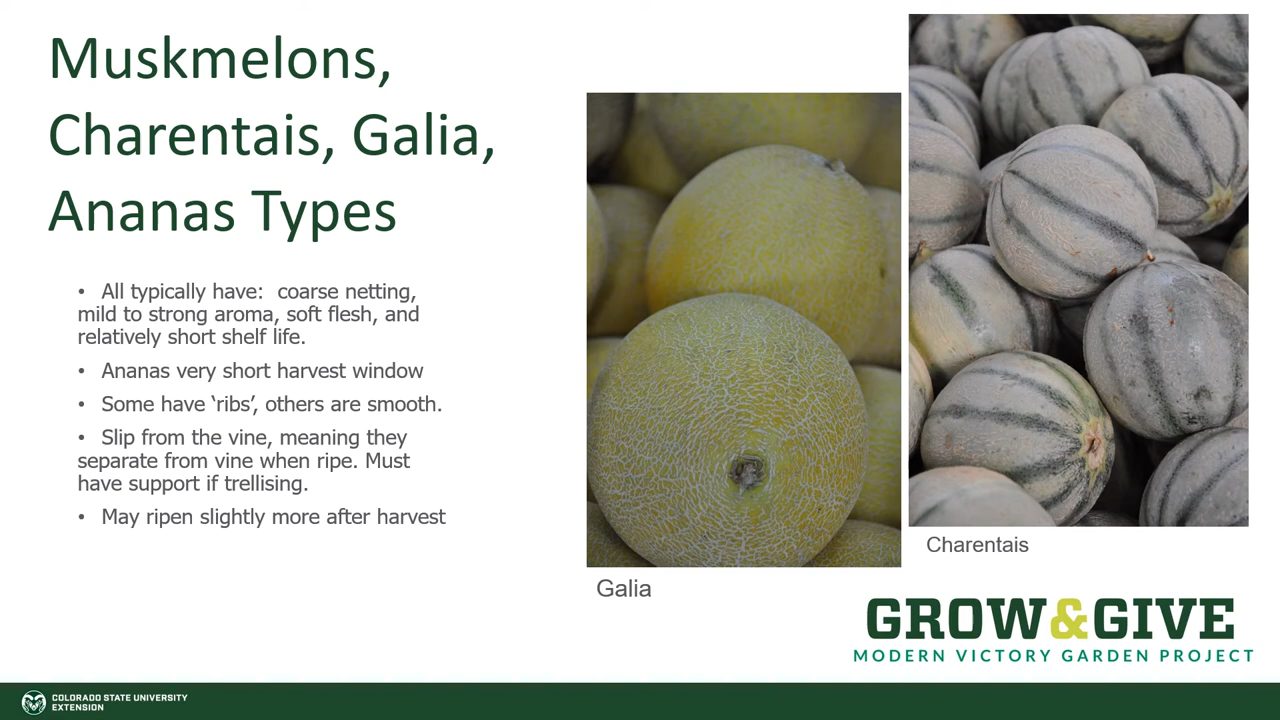 Muskmelons,
Charentais, Galia,
Ananas Types
• All typically have:  coarse netting,
mild to strong aroma, soft flesh, and
relatively short shelf life.
• Ananas very short harvest window
• Some have ‘ribs’, others are smooth.
• Slip from the vine, meaning they
separate from vine when ripe. Must
have support if trellising.
• May ripen slightly more after harvest
Galia
Charentais
GROW&GIVE
MODERN VICTORY GARDEN PROJECT
COLORADO STATE UNIVERSITY
EXTENSION